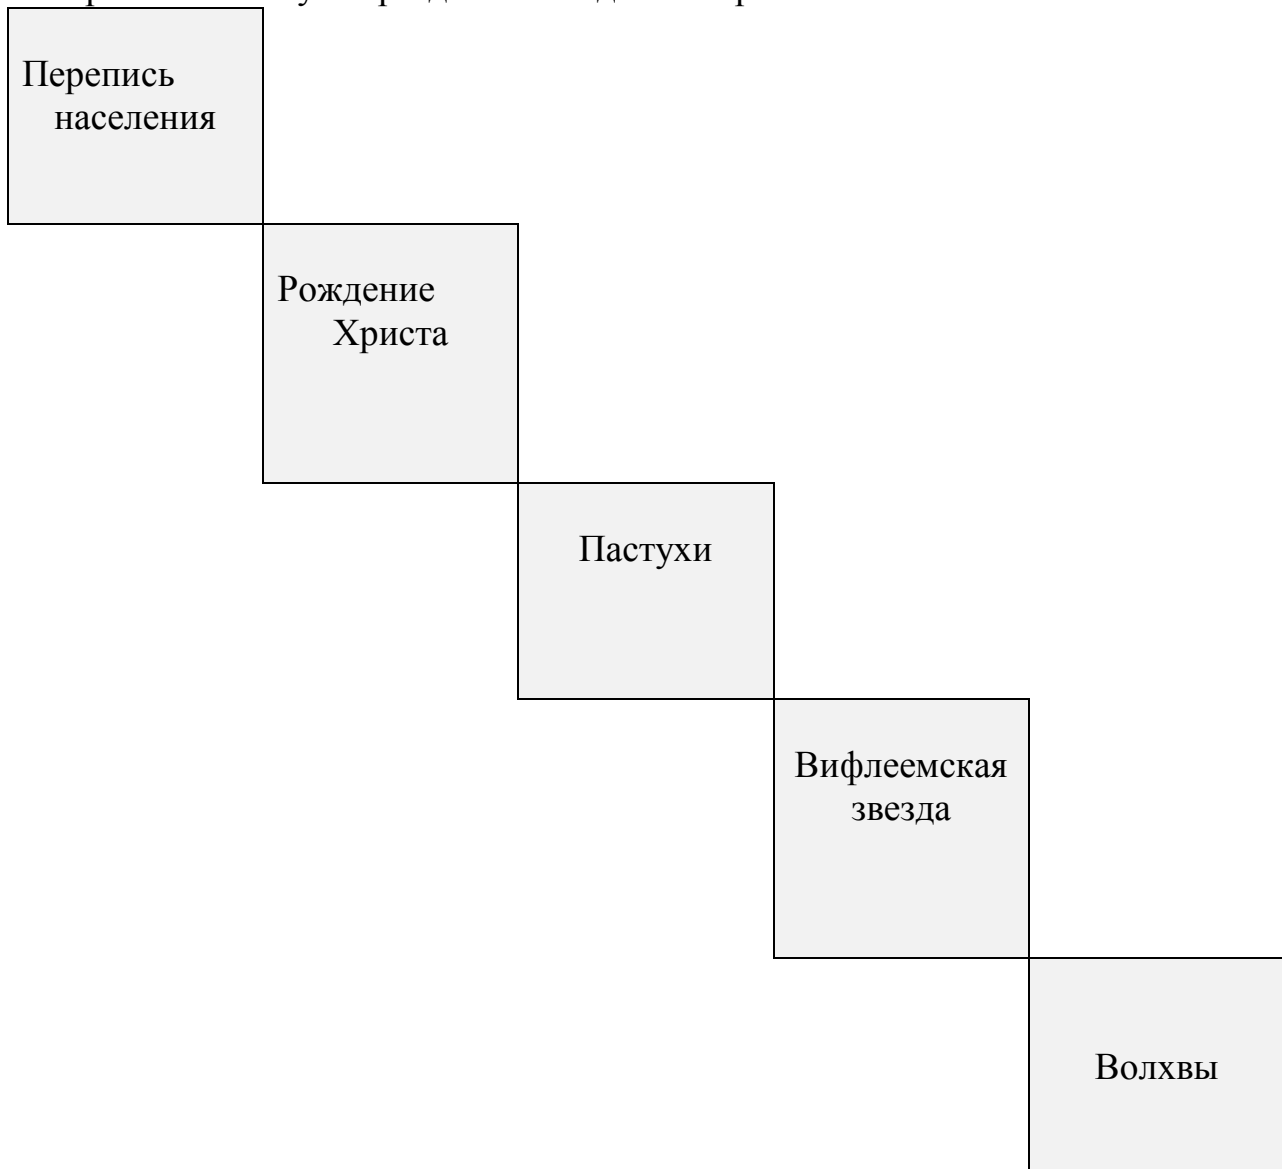 Перепись
населения
Рождение
Христа
Пастухи
Вифлеемская
звезда
Волхвы